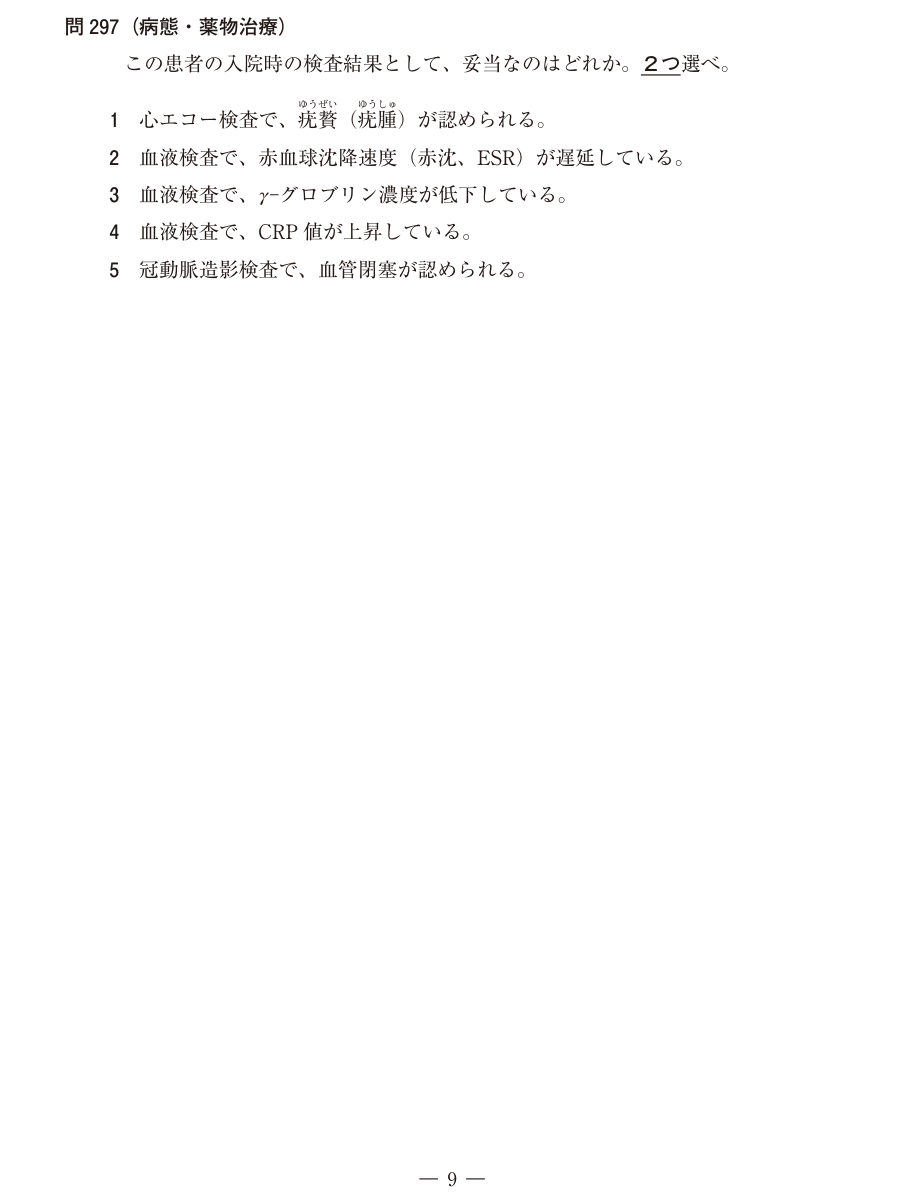 問 297（病態・薬物治療）
この患者の入院時の検査結果として、妥当なのはどれか。２つ選べ。
ゆうぜい ゆうしゅ
1 心エコー検査で、疣贅（疣腫）が認められる。
2 血液検査で、赤血球沈降速度（赤沈、ESR）が遅延している。
3 血液検査で、γ-グロブリン濃度が低下している。
4 血液検査で、CRP 値が上昇している。
5 冠動脈造影検査で、血管閉塞が認められる。
— 9 —